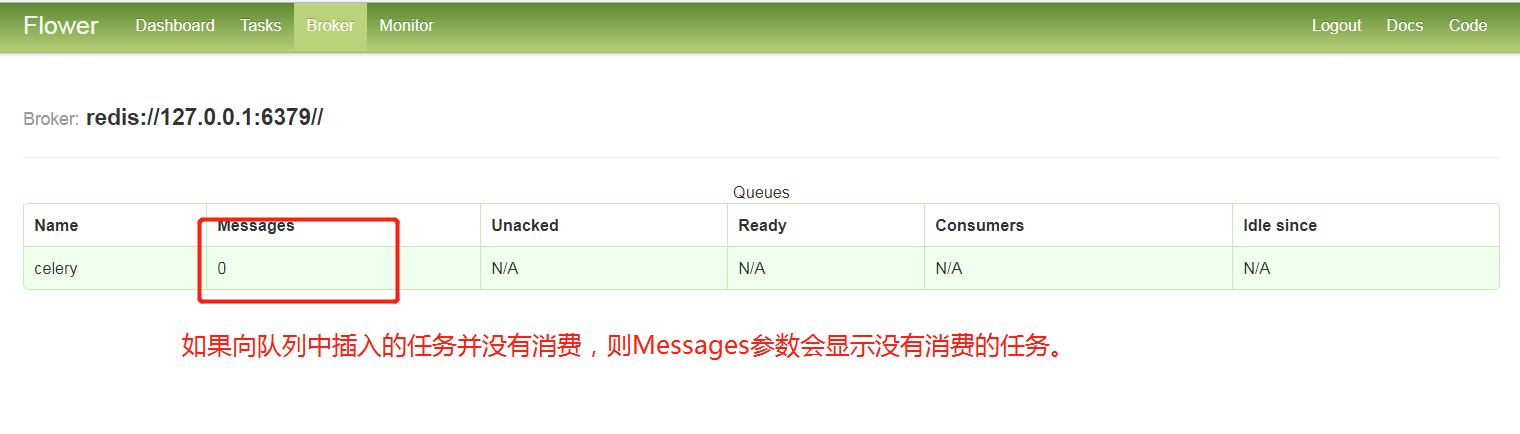 Flower Dashboard Tasks Broker Monitor Logout Docs Code
Broker: redis://127.0.0.1:6379//
Queues
Name Messages Unacked Ready Consumers Idle since
celery 0 N/A N/A N/A N/A
如果向队列中插入的任务并没有消费，则Messages参数会显示没有消费的任务。